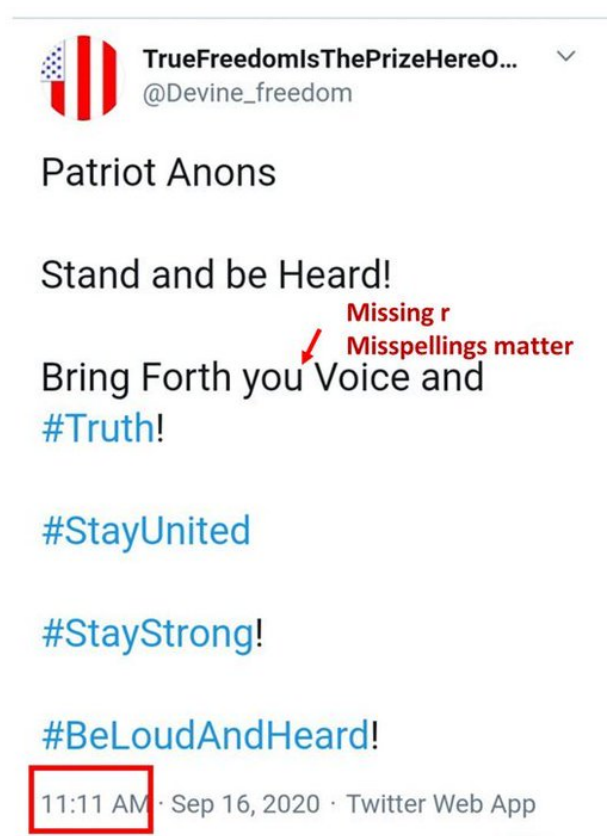 TrueFreedomIsThePrizeHereO...
@Devine_freedom
Patriot Anons
Stand and be Heard!
Missing r
Misspellings matter
Bring Forth you Voice and
#Truth!
#StayUnited
#StayStrong!
#BeLoudAndHeard!
11:11 AM · Sep 16, 2020 · Twitter Web App